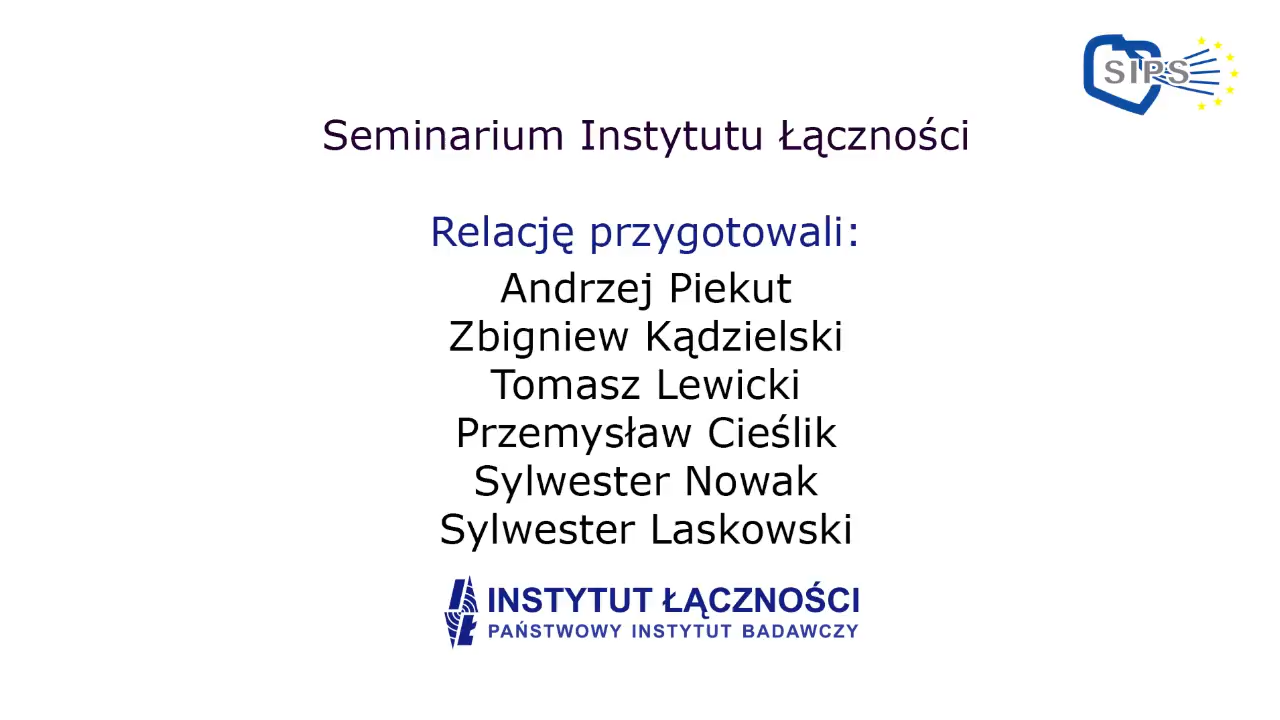 SIPS
Seminarium Instytutu Łączności
Relację przygotowali:
Andrzej Piekut
Zbigniew Kądzielski
Tomasz Lewicki
Przemysław Cieślik
Sylwester Nowak
Sylwester Laskowski
INSTYTUT ŁĄCZNOŚCI
PAŃSTWOWY INSTYTUT BADAWCZY